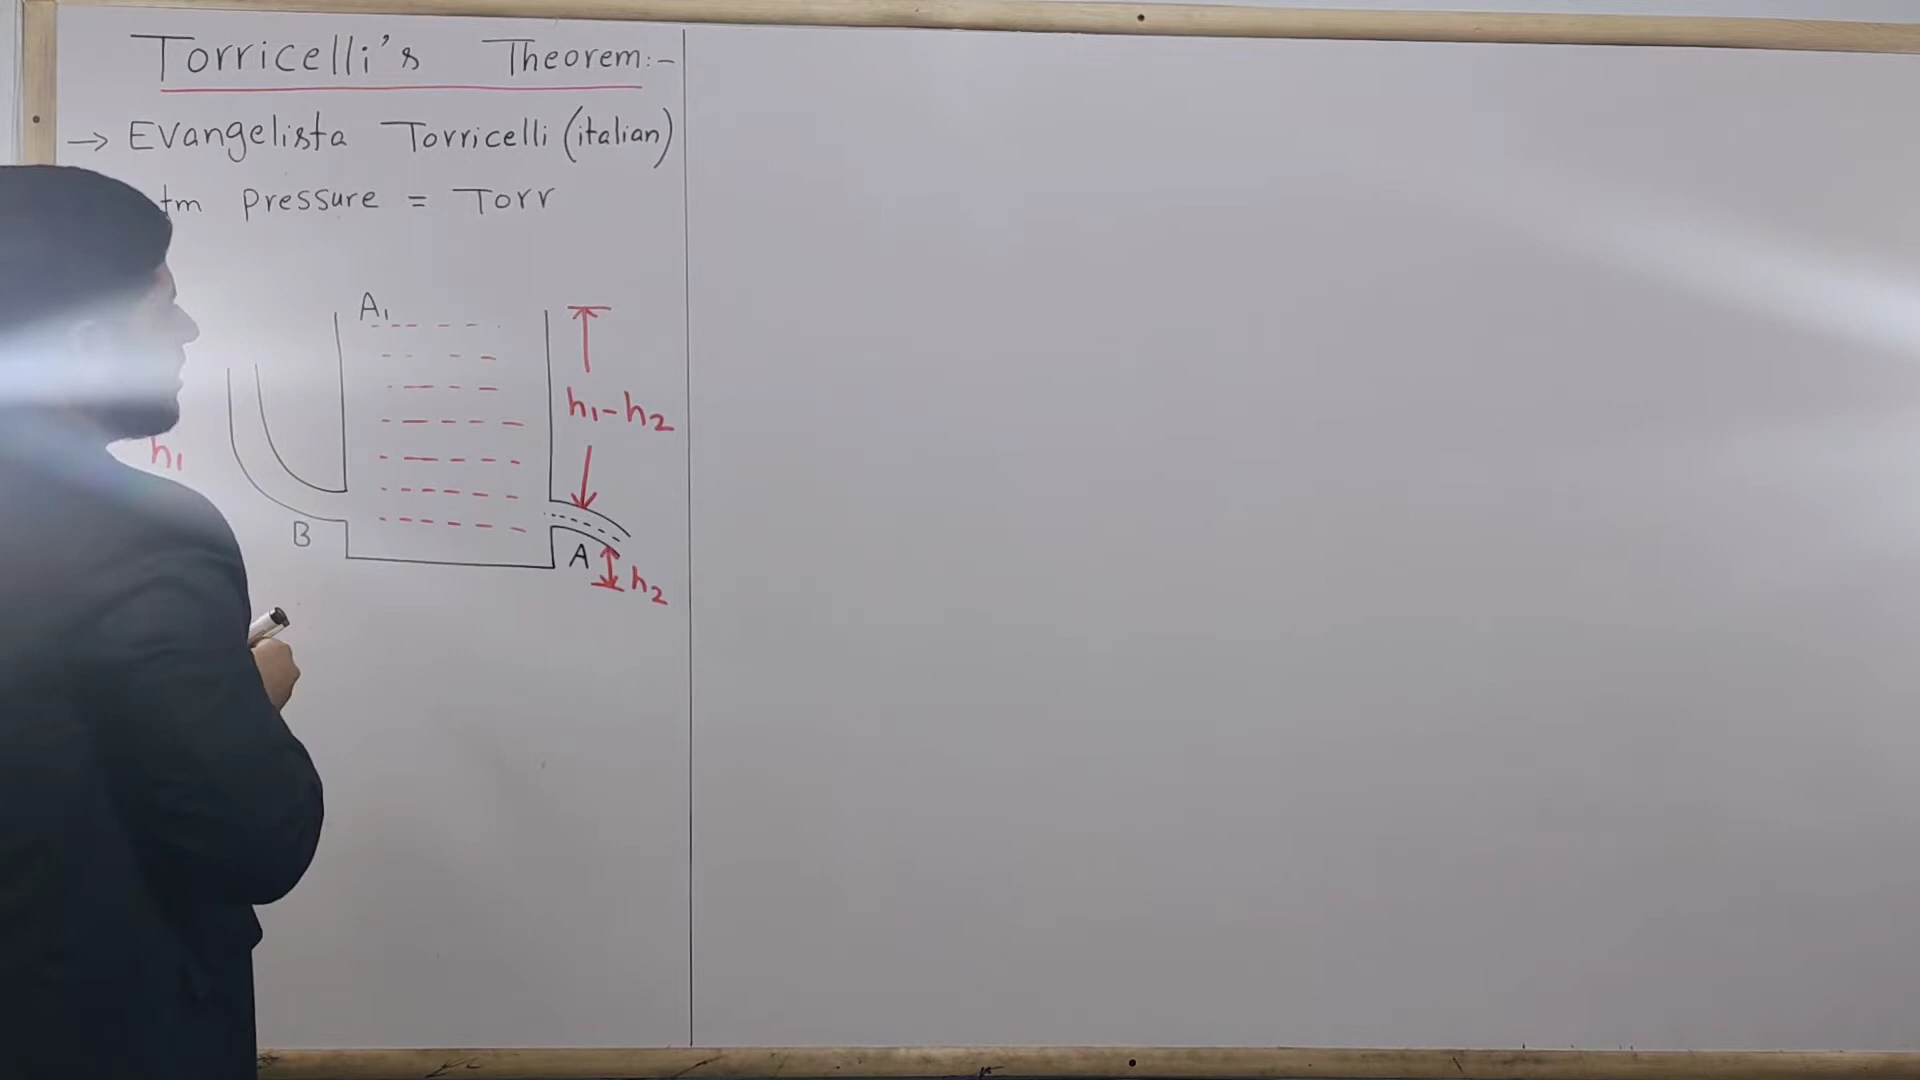 Torricelli's Theorem:-
→ Evangelista Torricelli (italian)
tm pressure = Torr
A₁
h₁-h₂
h₁
B
A
h₂